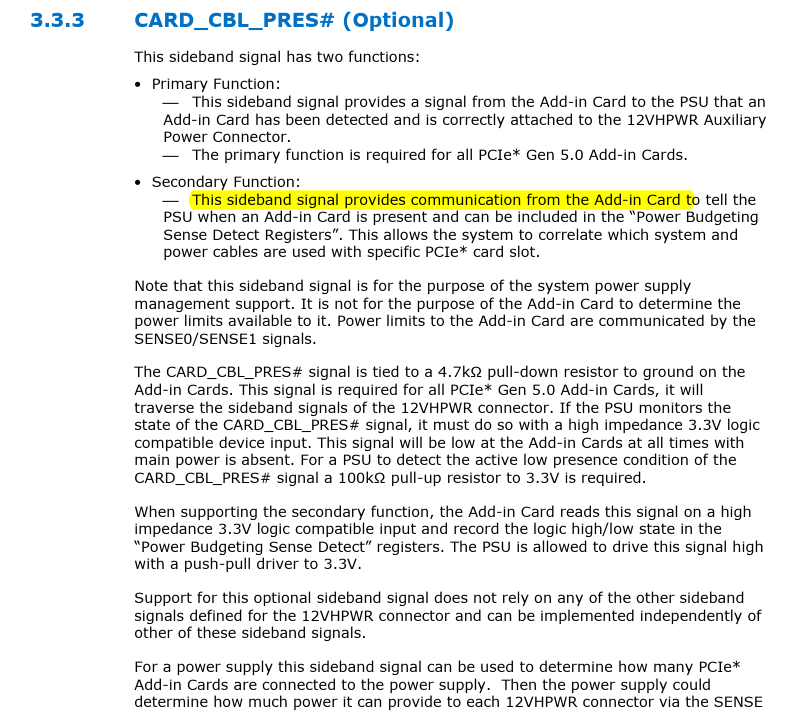 3.3.3 CARD_CBL_PRES# (Optional)
This sideband signal has two functions:
• Primary Function:
— This sideband signal provides a signal from the Add-in Card to the PSU that an
Add-in Card has been detected and is correctly attached to the 12VHPWR Auxiliary
Power Connector.
— The primary function is required for all PCIe* Gen 5.0 Add-in Cards.
• Secondary Function:
— This sideband signal provides communication from the Add-in Card to tell the
PSU when an Add-in Card is present and can be included in the “Power Budgeting
Sense Detect Registers”. This allows the system to correlate which system and
power cables are used with specific PCIe* card slot.
Note that this sideband signal is for the purpose of the system power supply
management support. It is not for the purpose of the Add-in Card to determine the
power limits available to it. Power limits to the Add-in Card are communicated by the
SENSE0/SENSE1 signals.
The CARD_CBL_PRES# signal is tied to a 4.7kΩ pull-down resistor to ground on the
Add-in Cards. This signal is required for all PCIe* Gen 5.0 Add-in Cards, it will
traverse the sideband signals of the 12VHPWR connector. If the PSU monitors the
state of the CARD_CBL_PRES# signal, it must do so with a high impedance 3.3V logic
compatible device input. This signal will be low at the Add-in Cards at all times with
main power is absent. For a PSU to detect the active low presence condition of the
CARD_CBL_PRES# signal a 100kΩ pull-up resistor to 3.3V is required.
When supporting the secondary function, the Add-in Card reads this signal on a high
impedance 3.3V logic compatible input and record the logic high/low state in the
“Power Budgeting Sense Detect” registers. The PSU is allowed to drive this signal high
with a push-pull driver to 3.3V.
Support for this optional sideband signal does not rely on any of the other sideband
signals defined for the 12VHPWR connector and can be implemented independently of
other of these sideband signals.
For a power supply this sideband signal can be used to determine how many PCIe*
Add-in Cards are connected to the power supply.  Then the power supply could
determine how much power it can provide to each 12VHPWR connector via the SENSE